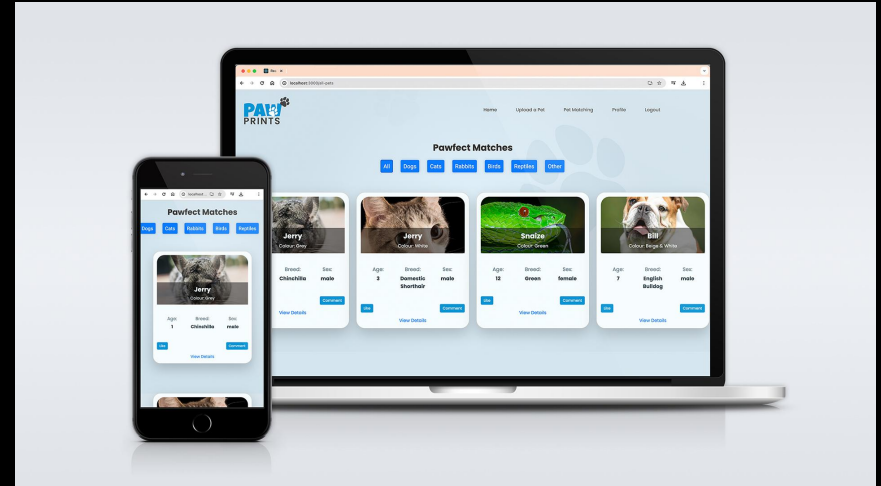 localhost:3000/all-pets
PAW
PRINTS
Home Upload a Pet Pet Matching Profile Logout
Pawfect Matches
All Dogs Cats Rabbits Birds Reptiles Other
Jerry
Colour: Grey
Breed: Sex:
Chinchilla male
Comment
View Details
Jerry
Colour: White
Age: Breed: Sex:
3 Domestic male
Shorthair
Like Comment
View Details
Snaize
Colour: Green
Age: Breed: Sex:
12 Green female
Like Comment
View Details
Bill
Colour: Beige & White
Age: Breed: Sex:
7 English male
Bulldog
Like Comment
View Details
localhost...
Pawfect Matches
Dogs Cats Rabbits Birds Reptiles
Jerry
Colour: Grey
Age: Breed: Sex:
1 Chinchilla male
Like Comment
View Details